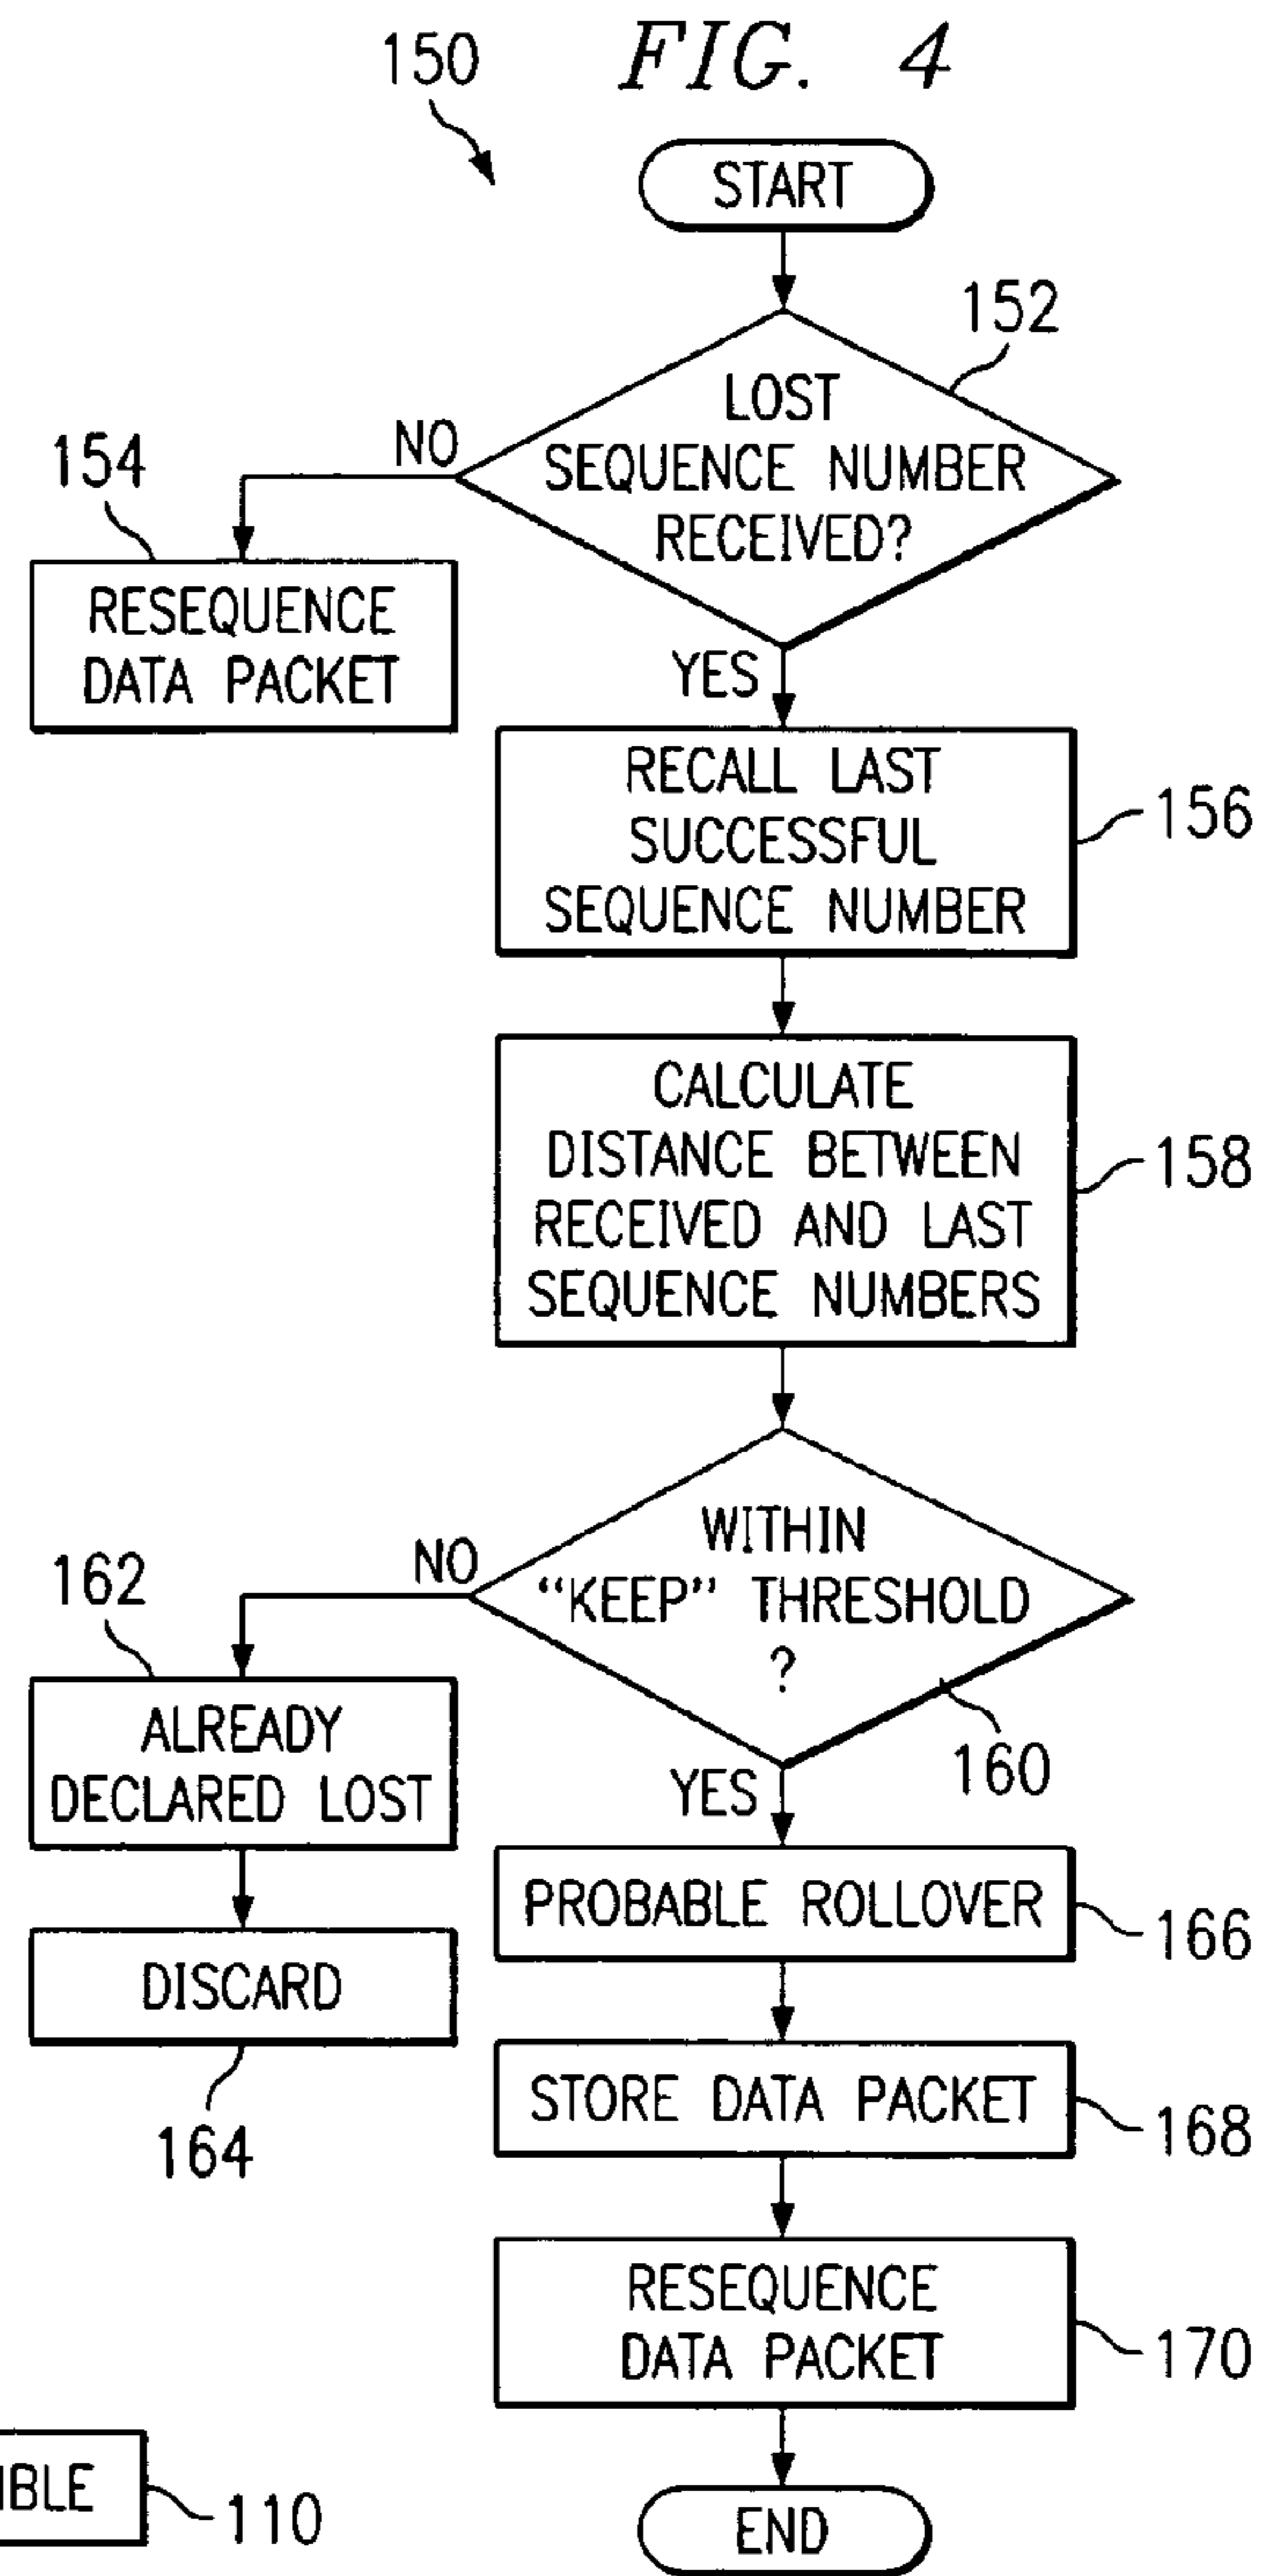 150
FIG. 4
START
152
LOST
SEQUENCE NUMBER
RECEIVED?
NO
154
RESEQUENCE
DATA PACKET
YES
RECALL LAST
SUCCESSFUL
SEQUENCE NUMBER
156
CALCULATE
DISTANCE BETWEEN
RECEIVED AND LAST
SEQUENCE NUMBERS
158
WITHIN
“KEEP” THRESHOLD
?
160
NO
162
ALREADY
DECLARED LOST
DISCARD
164
YES
PROBABLE ROLLOVER
166
STORE DATA PACKET
168
RESEQUENCE
DATA PACKET
170
110
END